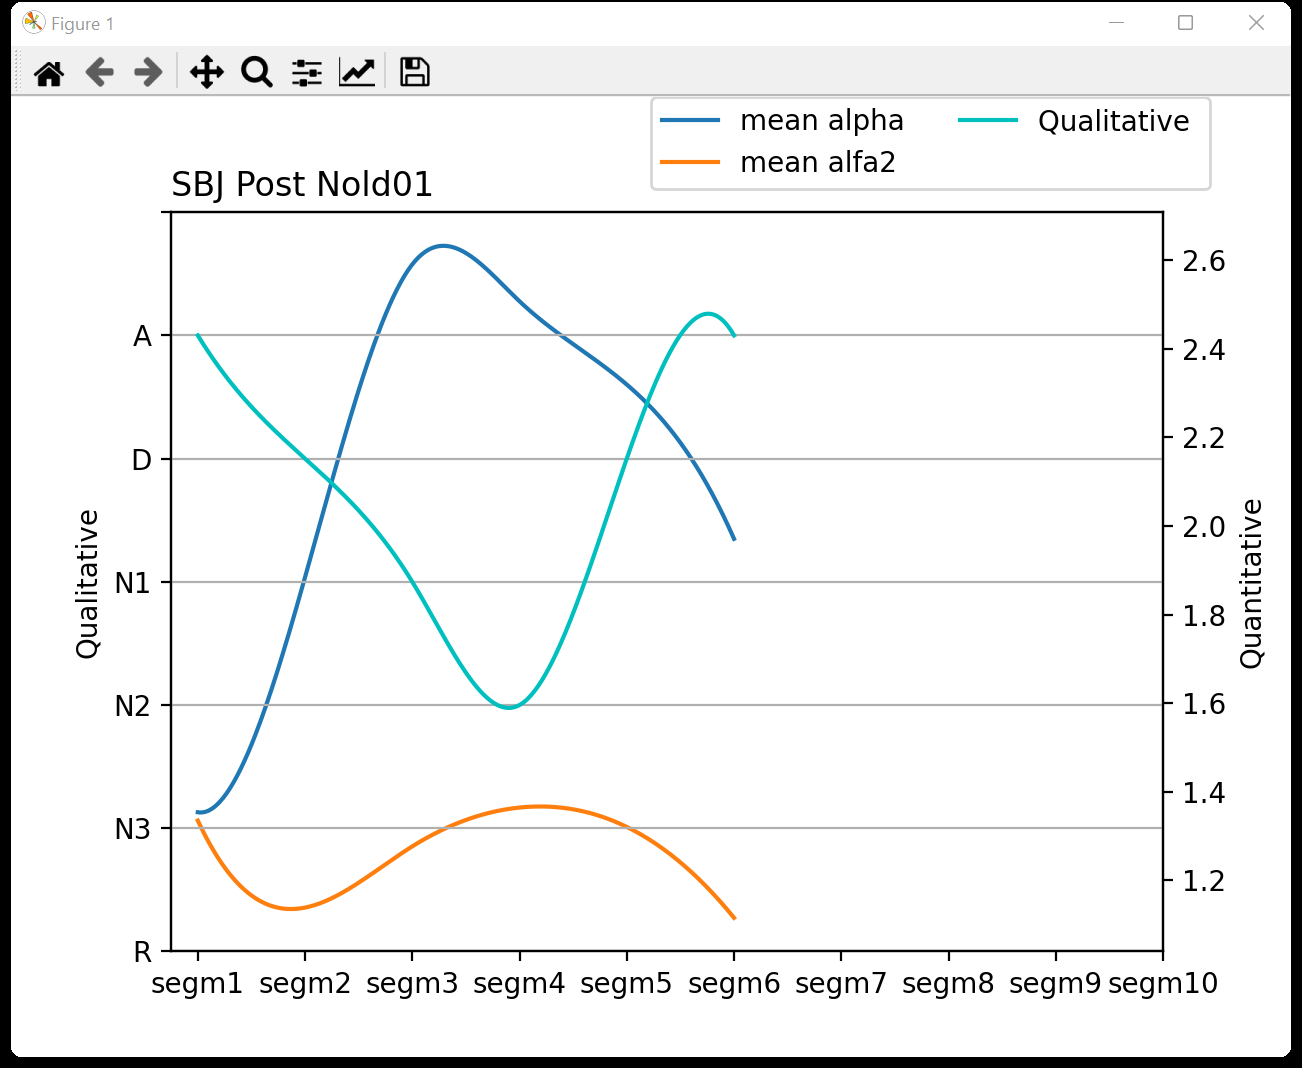 Figure 1
mean alpha
Qualitative
mean alfa2
SBJ Post Nold01
A
D
N1
N2
N3
R
Qualitative
2.6
2.4
2.2
2.0
1.8
1.6
1.4
1.2
Quantitative
segm1 segm2 segm3 segm4 segm5 segm6 segm7 segm8 segm9 segm10